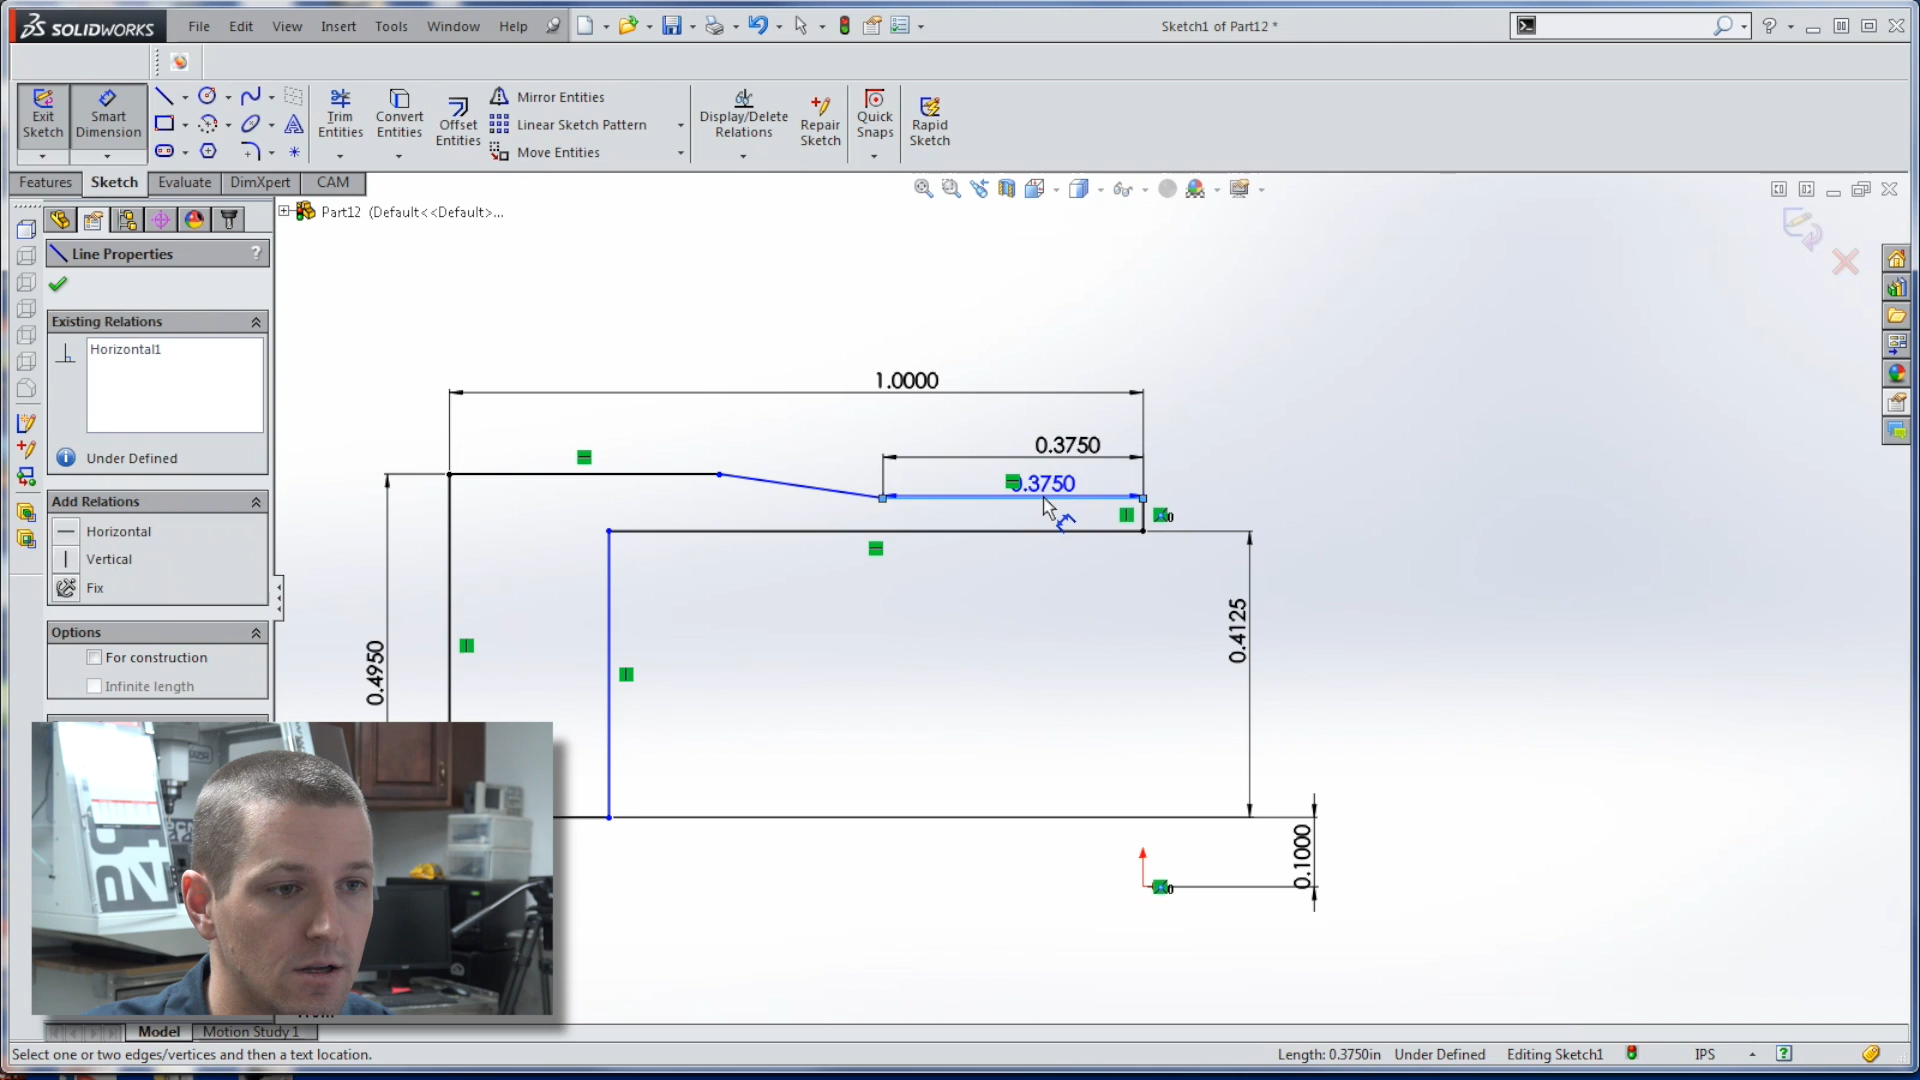 SOLIDWORKS File Edit View Insert Tools Window Help Sketch1 of Part12 *
Exit Sketch
Smart Dimension
Trim Entities
Convert Entities
Offset Entities
Mirror Entities
Linear Sketch Pattern
Move Entities
Display/Delete Relations
Repair Sketch
Quick Snaps
Rapid Sketch
Features Sketch Evaluate DimXpert CAM
Part12 (Default<<Default>...
Line Properties ?
Existing Relations
Horizontal1
Under Defined
Add Relations
Horizontal
Vertical
Fix
Options
For construction
Infinite length
1.0000
0.3750
0.3750
0
0.4950
0.4125
0.1000
0
Model Motion Study 1
Select one or two edges/vertices and then a text location. Length: 0.3750in Under Defined Editing Sketch1 IPS